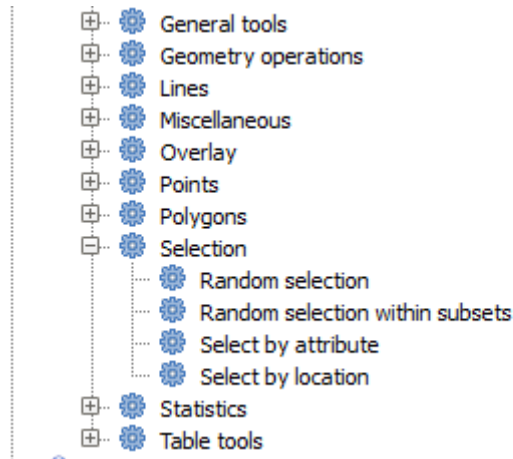 General tools
Geometry operations
Lines
Miscellaneous
Overlay
Points
Polygons
Selection
Random selection
Random selection within subsets
Select by attribute
Select by location
Statistics
Table tools